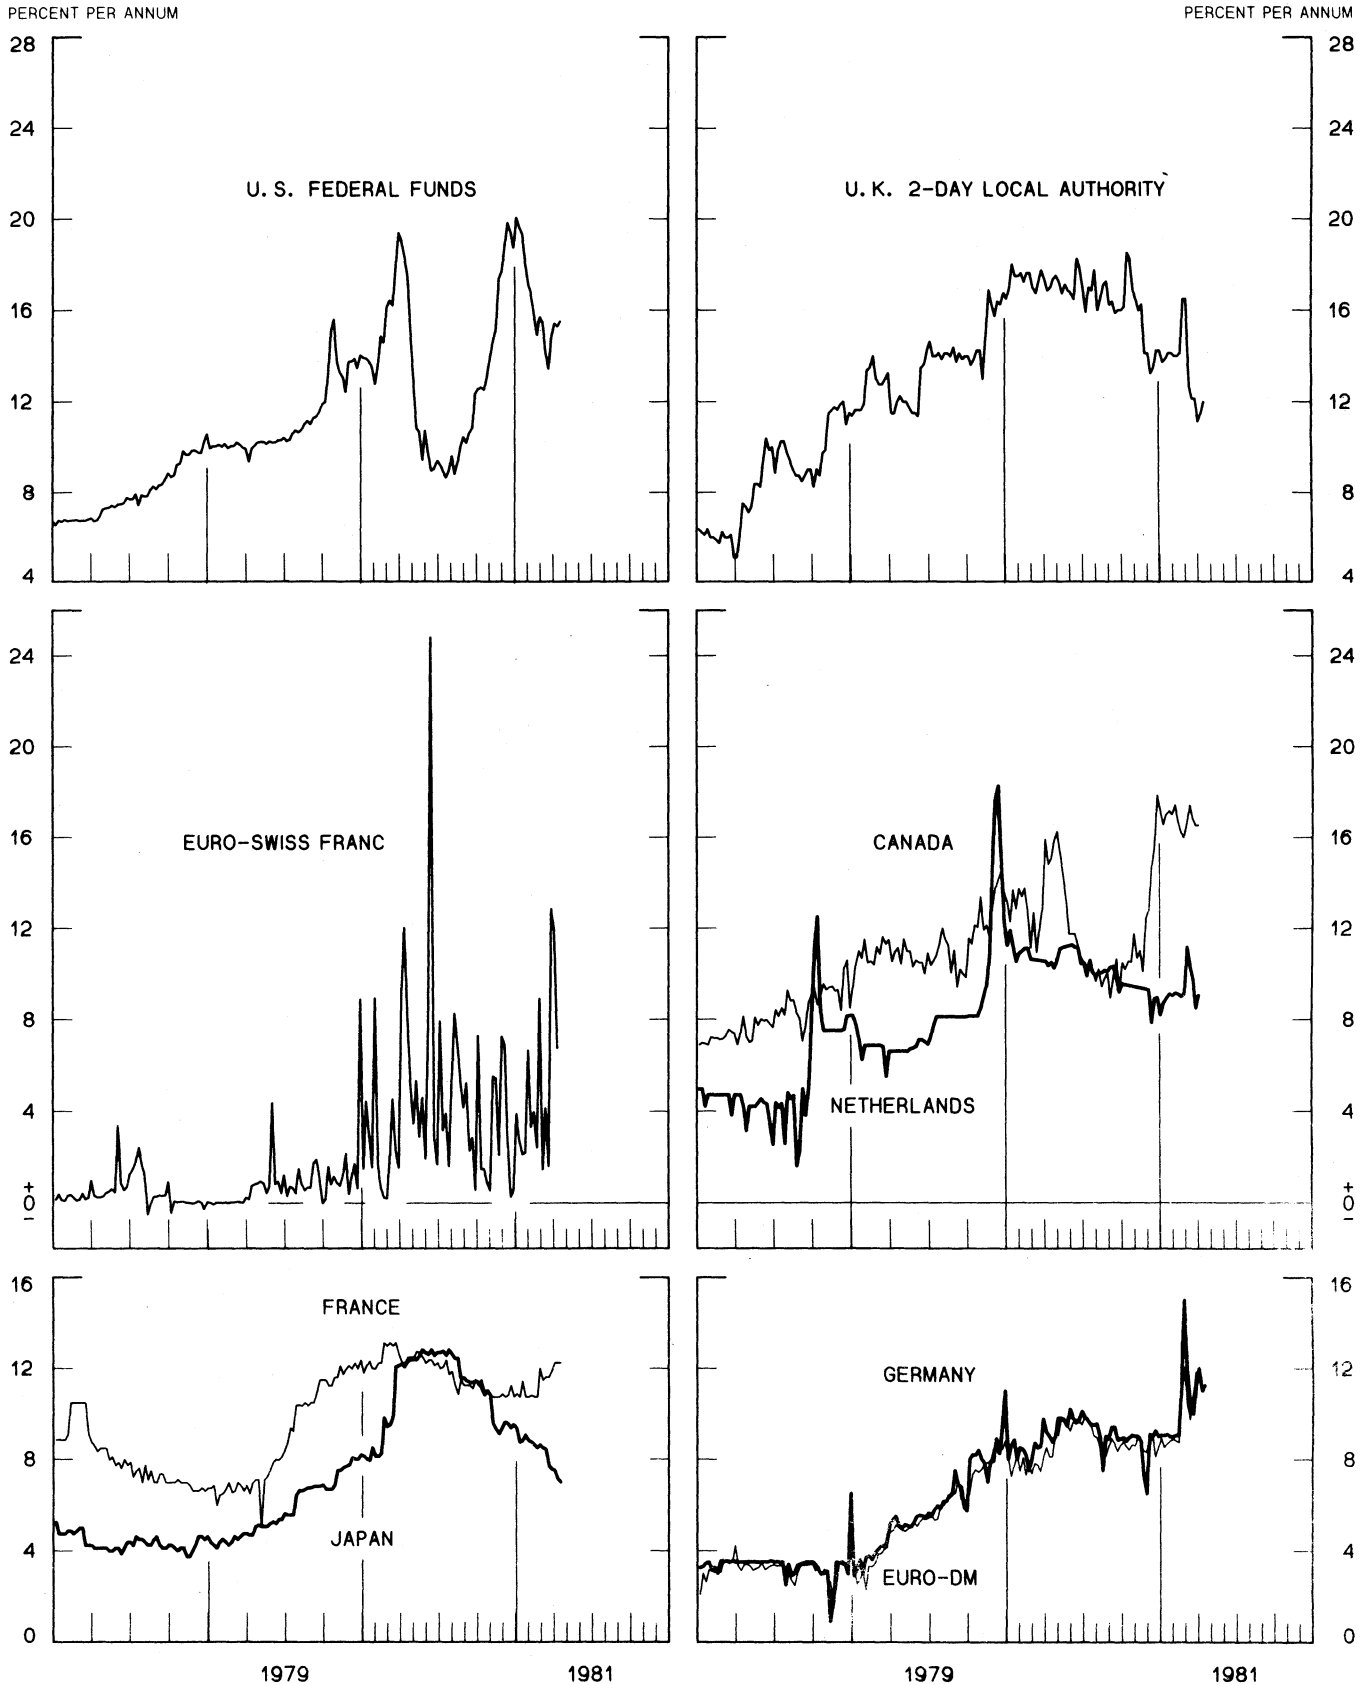 PERCENT PER ANNUM PERCENT PER ANNUM
28 28
24 24
U. S. FEDERAL FUNDS U. K. 2-DAY LOCAL AUTHORITY
20 20
16 16
12 12
8 8
4 4
24 24
20 20
16 16
EURO-SWISS FRANC CANADA
12 12
8 8
4 4
NETHERLANDS
+ +
0 0
− −
16 16
FRANCE
12 12
GERMANY
8 8
4 4
JAPAN
EURO-DM
0 0
1979 1981 1979 1981